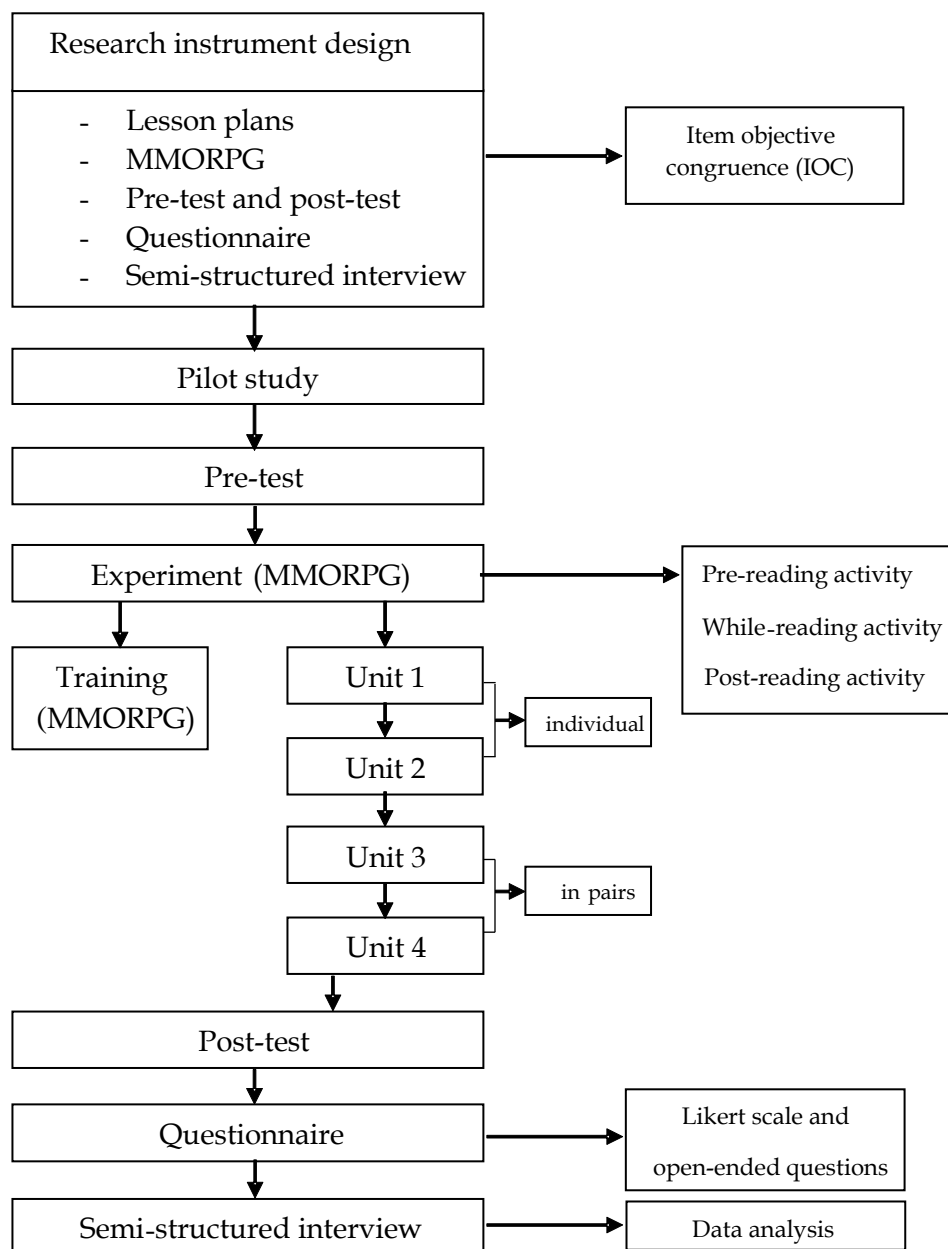 Research instrument design
- Lesson plans
- MMORPG
- Pre-test and post-test
- Questionnaire
- Semi-structured interview
Item objective
congruence (IOC)
Pilot study
Pre-test
Experiment (MMORPG)
Pre-reading activity
While-reading activity
Post-reading activity
Training
(MMORPG)
Unit 1
individual
Unit 2
Unit 3
in pairs
Unit 4
Post-test
Questionnaire
Likert scale and
open-ended questions
Semi-structured interview
Data analysis